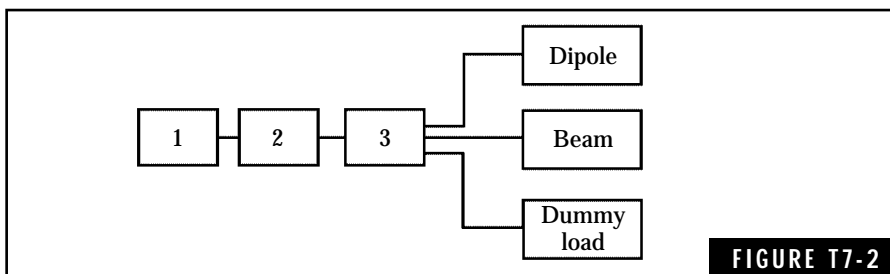 Dipole
1
2
3
Beam
Dummy
load
FIGURE T7-2